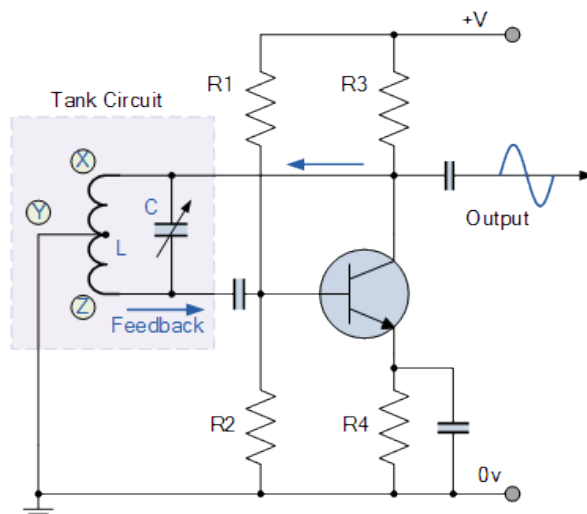 +V
R1
R3
Tank Circuit
X
Y
C
L
Output
Z
Feedback
R2
R4
0v